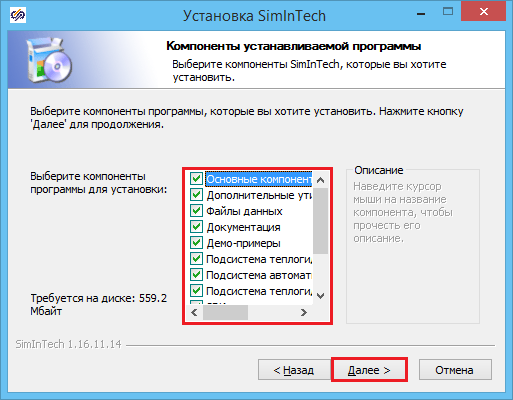 Установка SimInTech
Компоненты устанавливаемой программы
Выберите компоненты SimInTech, которые вы хотите
установить.
Выберите компоненты программы, которые вы хотите установить. Нажмите кнопку
'Далее' для продолжения.
Выберите компоненты
программы для установки:
Основные компонент
Дополнительные ути
Файлы данных
Документация
Демо-примеры
Подсистема теплоги
Подсистема автомат
Подсистема теплоги
Описание
Наведите курсор
мыши на название
компонента, чтобы
прочесть его
описание.
Требуется на диске: 559.2
Мбайт
SimInTech 1.16.11.14
< Назад
Далее >
Отмена